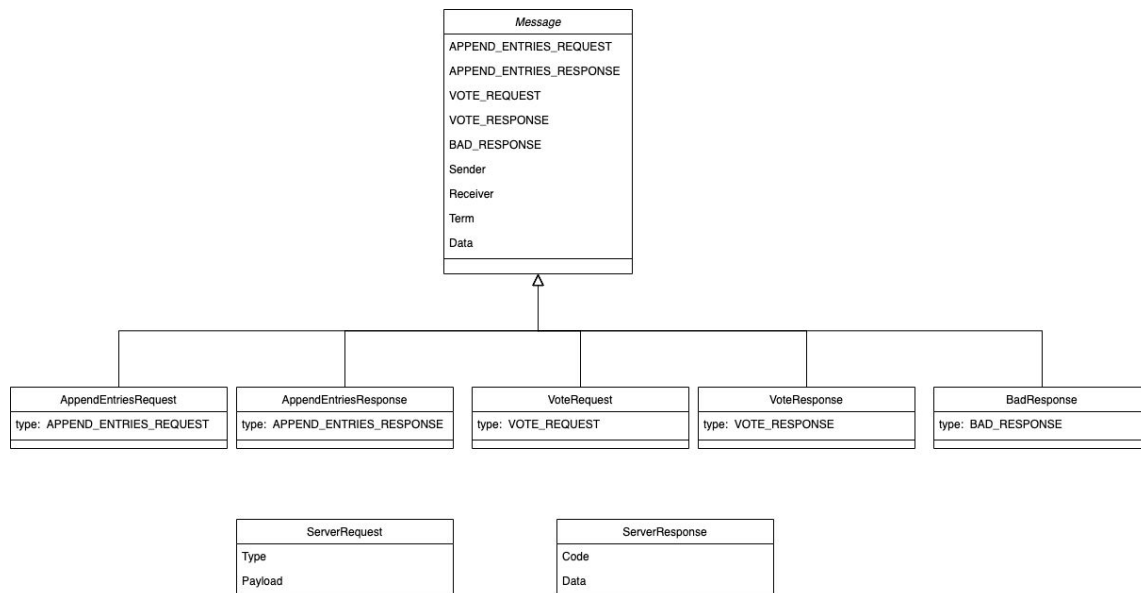 Message
APPEND_ENTRIES_REQUEST
APPEND_ENTRIES_RESPONSE
VOTE_REQUEST
VOTE_RESPONSE
BAD_RESPONSE
Sender
Receiver
Term
Data
AppendEntriesRequest
type: APPEND_ENTRIES_REQUEST
AppendEntriesResponse
type: APPEND_ENTRIES_RESPONSE
VoteRequest
type: VOTE_REQUEST
VoteResponse
type: VOTE_RESPONSE
BadResponse
type: BAD_RESPONSE
ServerRequest
Type
Payload
ServerResponse
Code
Data